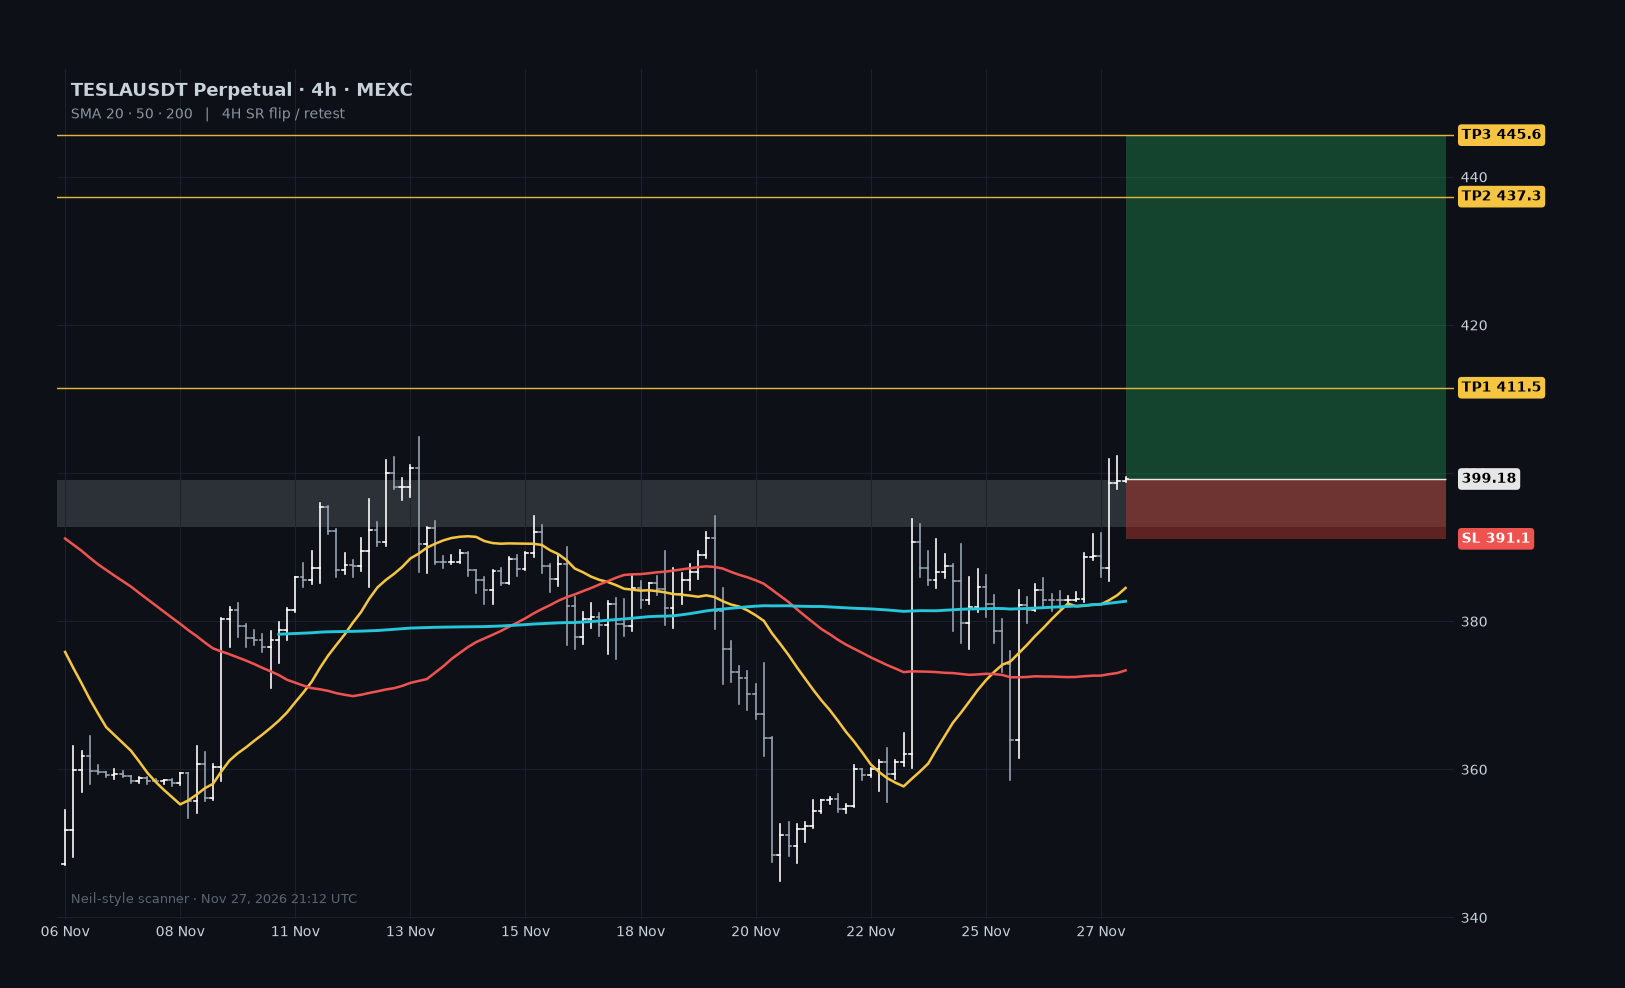 TESLAUSDT Perpetual · 4h · MEXC
SMA 20 · 50 · 200 | 4H SR flip / retest
TP3 445.6
440
TP2 437.3
420
TP1 411.5
399.18
SL 391.1
380
360
340
Neil-style scanner · Nov 27, 2026 21:12 UTC
06 Nov 08 Nov 11 Nov 13 Nov 15 Nov 18 Nov 20 Nov 22 Nov 25 Nov 27 Nov